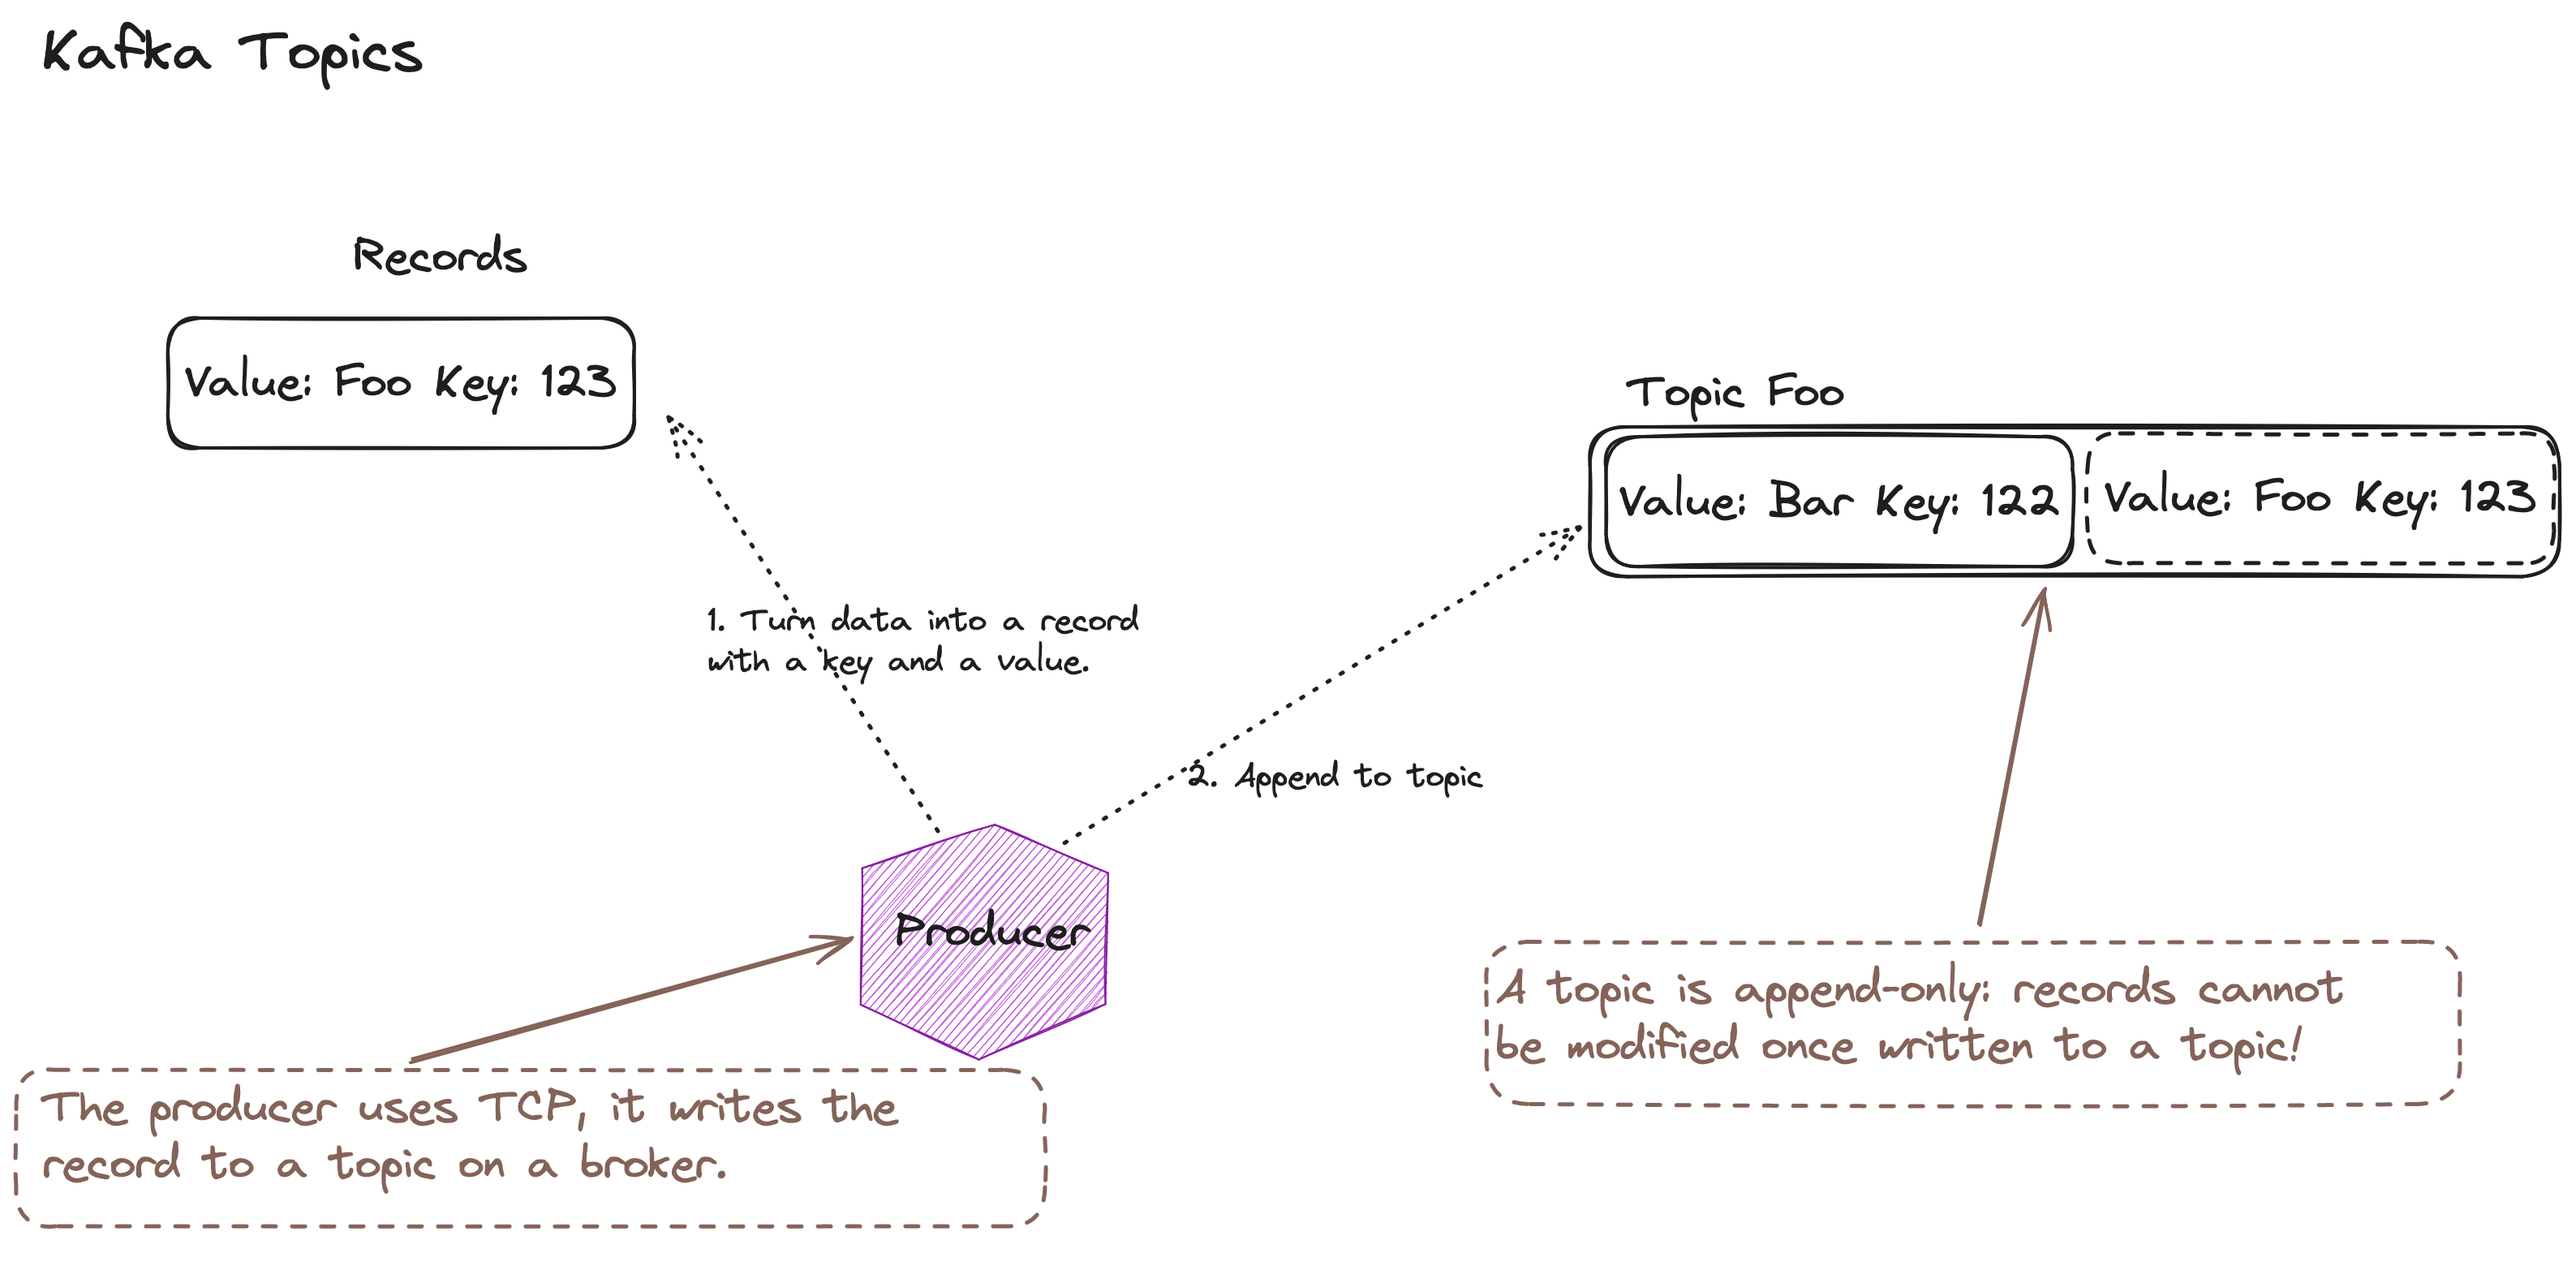 Kafka Topics
Records
Value: Foo Key: 123
Topic Foo
Value: Bar Key: 122
Value: Foo Key: 123
1. Turn data into a record
with a key and a value.
2. Append to topic
Producer
A topic is append-only: records cannot
be modified once written to a topic!
The producer uses TCP, it writes the
record to a topic on a broker.